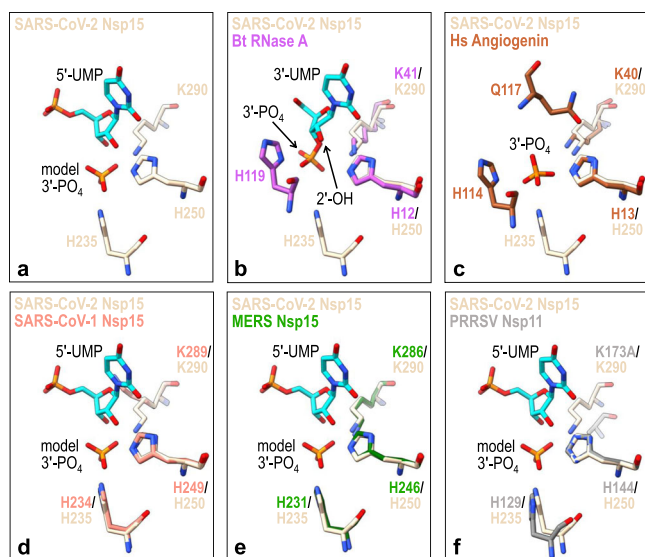 SARS-CoV-2 Nsp15
5'-UMP
K290
model
3'-PO4
H250
H235
a
SARS-CoV-2 Nsp15
Bt RNase A
3'-UMP
K41/
K290
3'-PO4
H119
2'-OH
H12/
H250
H235
b
SARS-CoV-2 Nsp15
Hs Angiogenin
Q117
K40/
K290
3'-PO4
H114
H13/
H250
H235
c
SARS-CoV-2 Nsp15
SARS-CoV-1 Nsp15
5'-UMP
K289/
K290
model
3'-PO4
H249/
H250
H234/
H235
d
SARS-CoV-2 Nsp15
MERS Nsp15
5'-UMP
K286/
K290
model
3'-PO4
H246/
H250
H231/
H235
e
SARS-CoV-2 Nsp15
PRRSV Nsp11
5'-UMP
K173A/
K290
model
3'-PO4
H129/
H235
H144/
H250
f